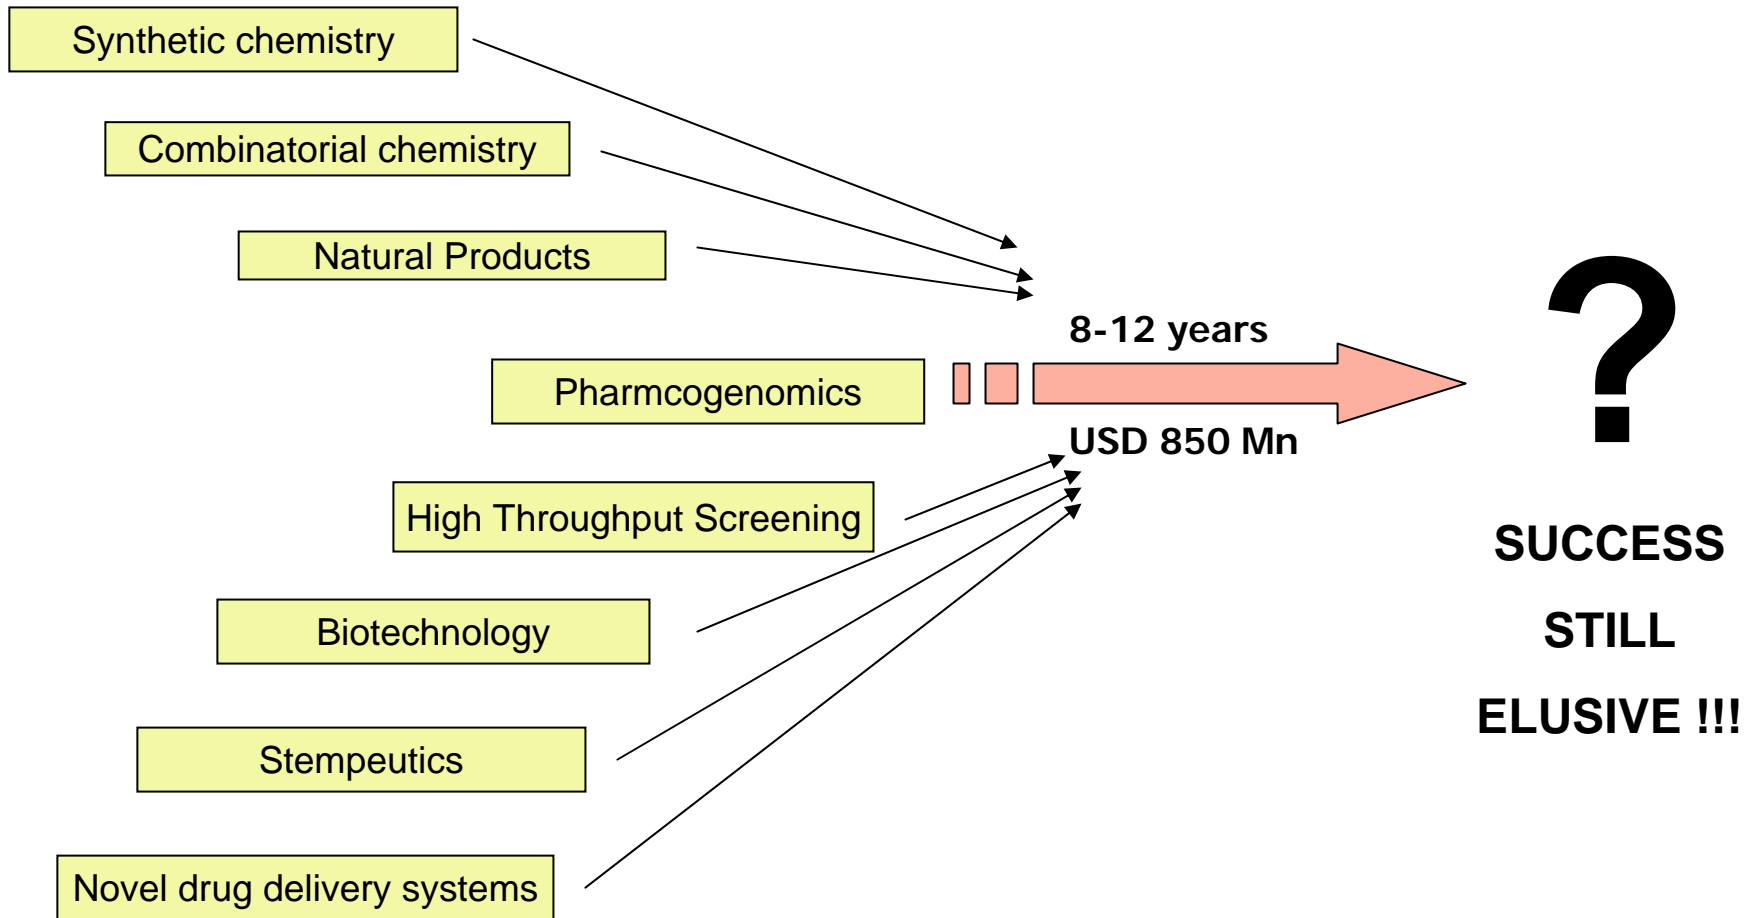 Synthetic chemistry
Combinatorial chemistry
Natural Products
8-12 years
Pharmcogenomics
USD 850 Mn
High Throughput Screening
Biotechnology
Stempeutics
Novel drug delivery systems
?
SUCCESS
STILL
ELUSIVE !!!